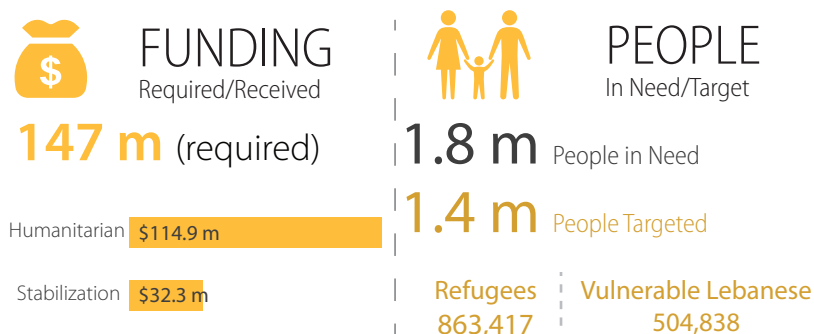 $
FUNDING
Required/Received
147 m (required)
Humanitarian $114.9 m
Stabilization $32.3 m
PEOPLE
In Need/Target
1.8 m People in Need
1.4 m People Targeted
Refugees
863,417
Vulnerable Lebanese
504,838